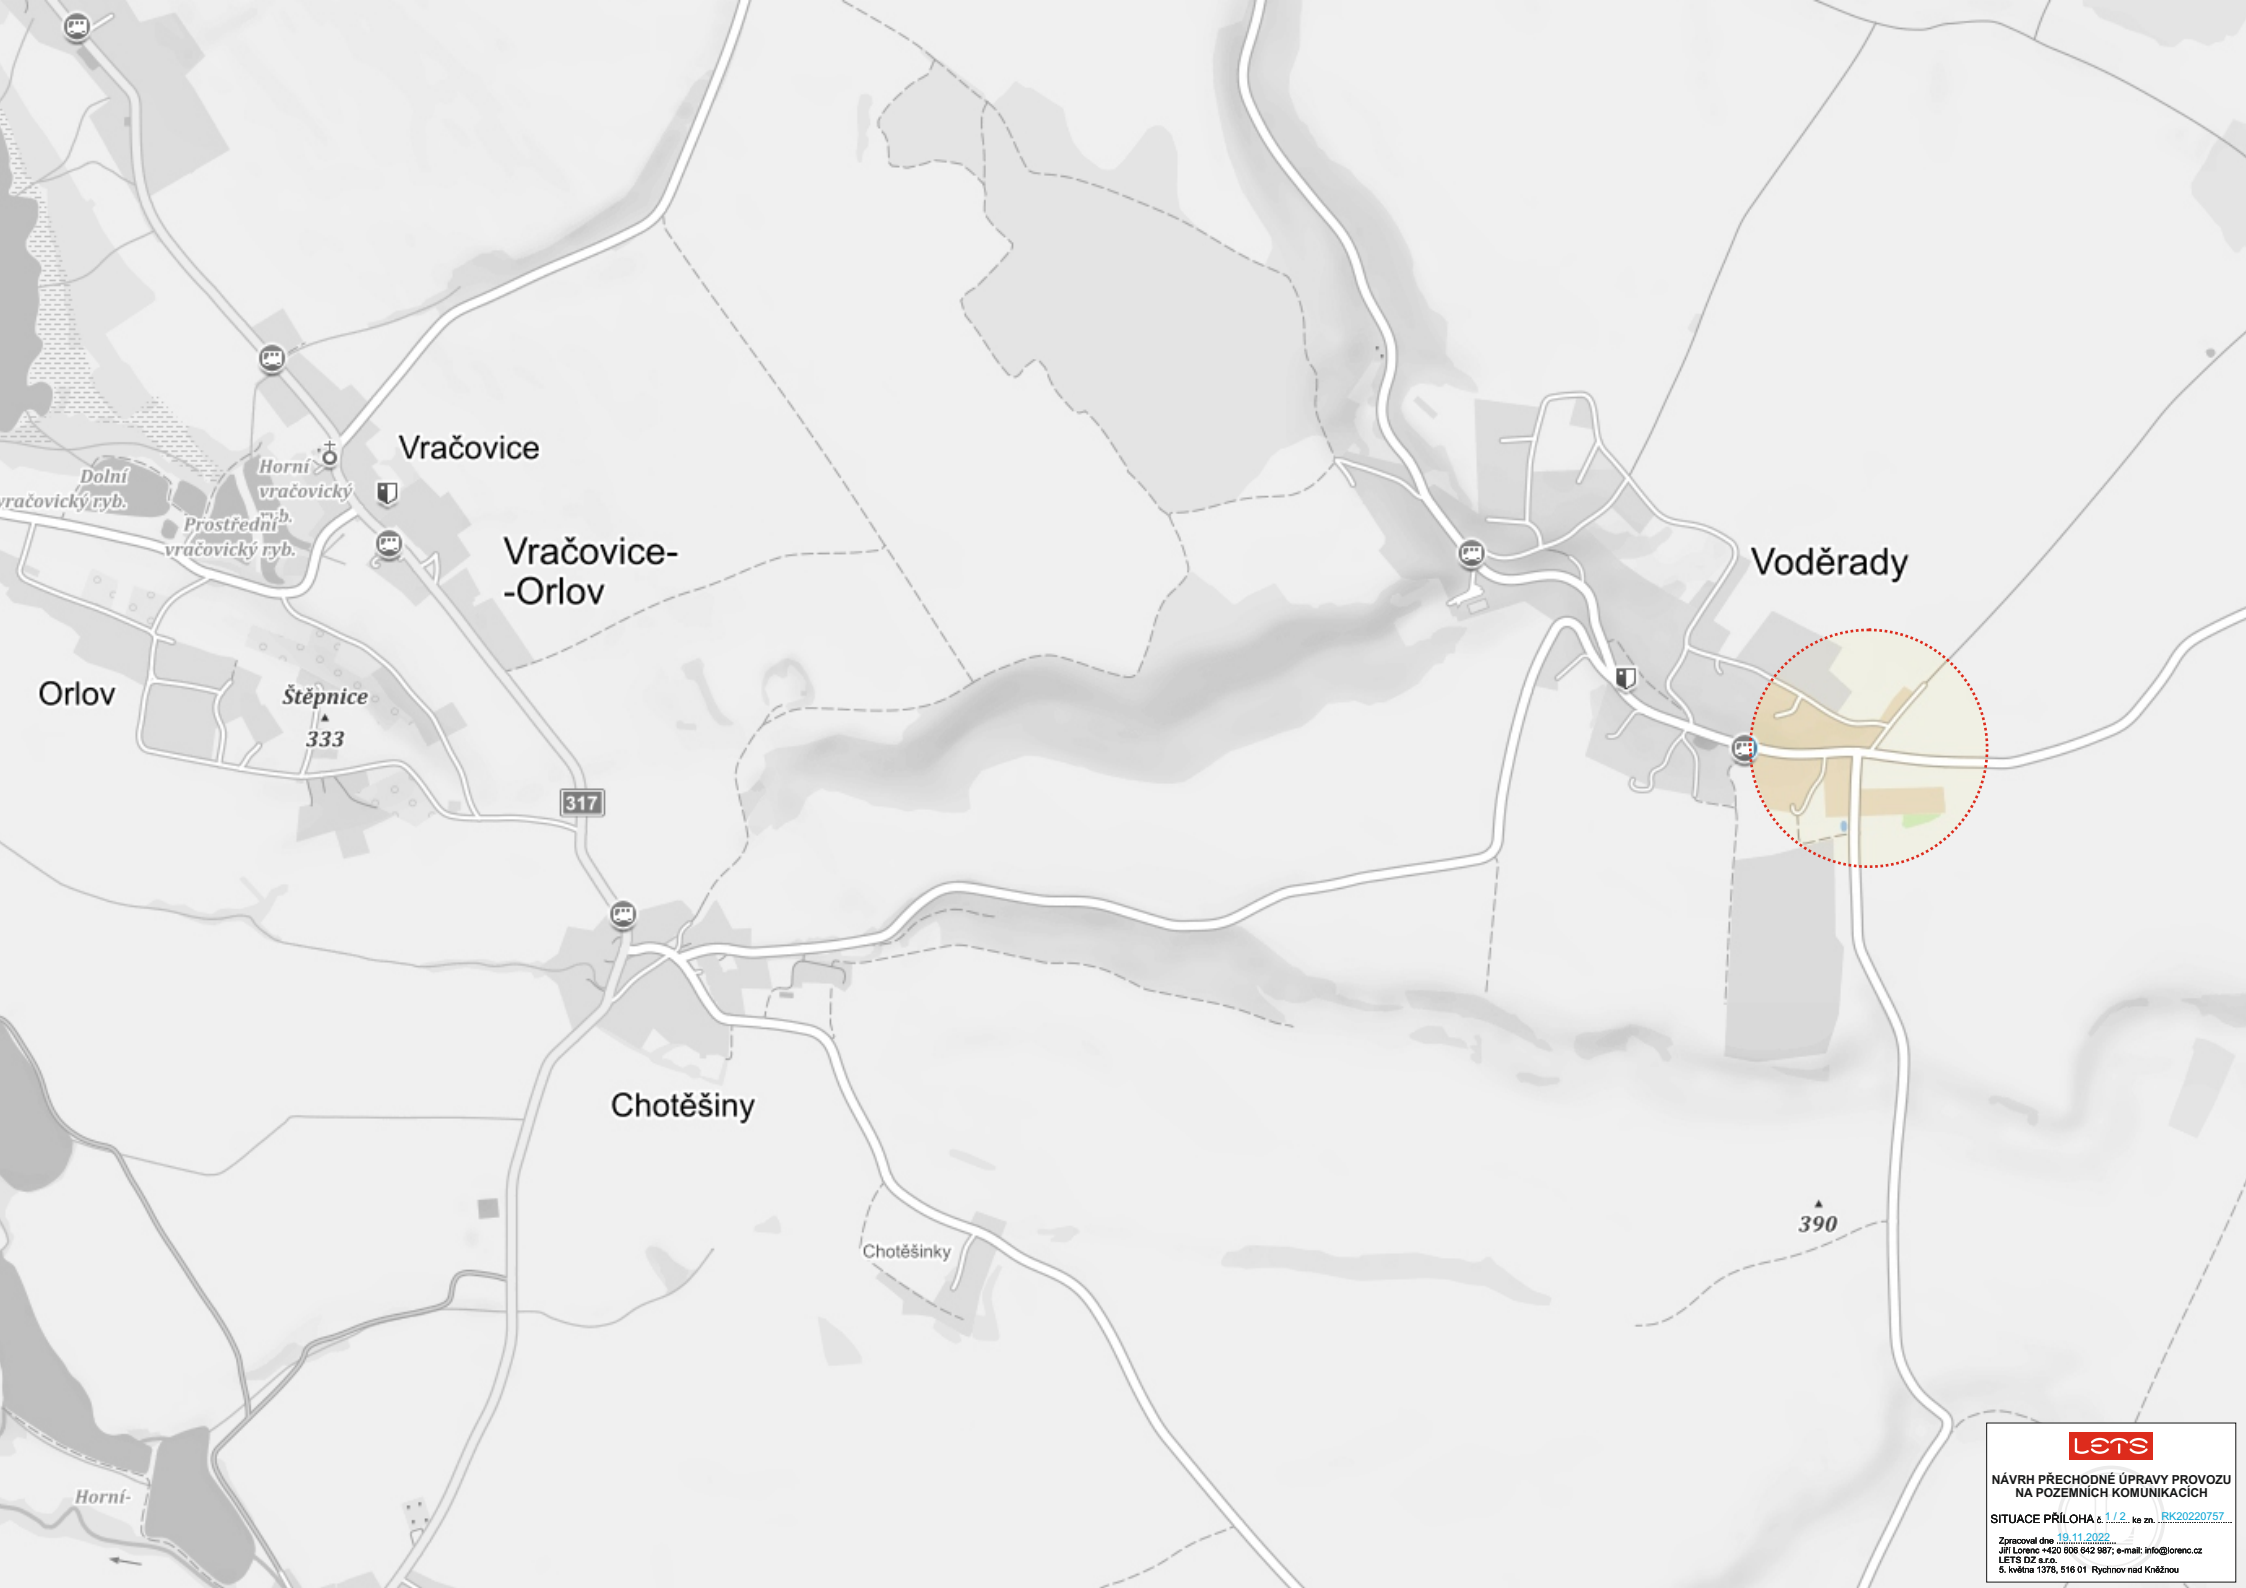 Vračovice
Horní
vračovický
ryb.
Dolní
vračovický ryb.
Prostřední
vračovický ryb.
Vračovice-
-Orlov
Voděrady
Orlov
Štěpnice
333
317
Chotěšiny
390
Chotěšinky
Horní-
LETS
NÁVRH PŘECHODNÉ ÚPRAVY PROVOZU
NA POZEMNÍCH KOMUNIKACÍCH
SITUACE PŘÍLOHA č. 1 / 2 ke zn. RK20220757
Zpracoval dne 19.11.2022
Jiří Lorenc +420 606 642 987; e-mail: info@lorenc.cz
LETS DZ s.r.o.
5. května 1378, 516 01 Rychnov nad Kněžnou